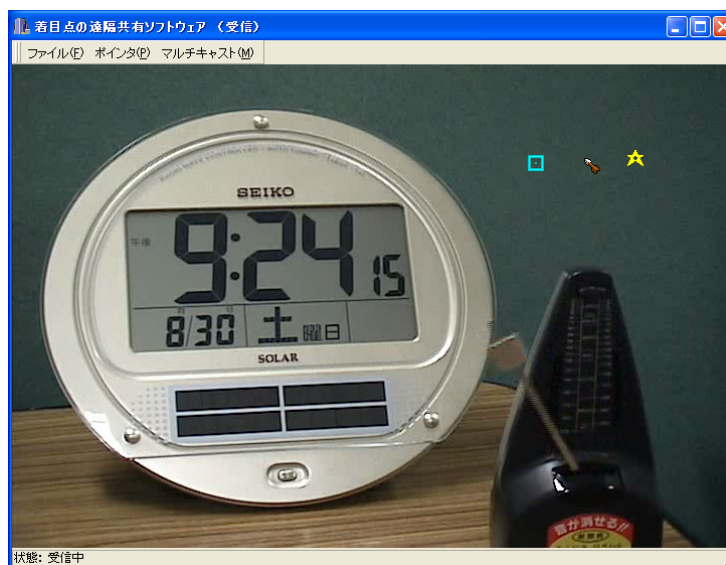 着目点の遠隔共有ソフトウェア （受信）
ファイル(F) ポインタ(P) マルチキャスト(M)
SEIKO
午後
9:24 15
月 日
8/30 土 曜日
SOLAR
音が消せる!!
状態: 受信中